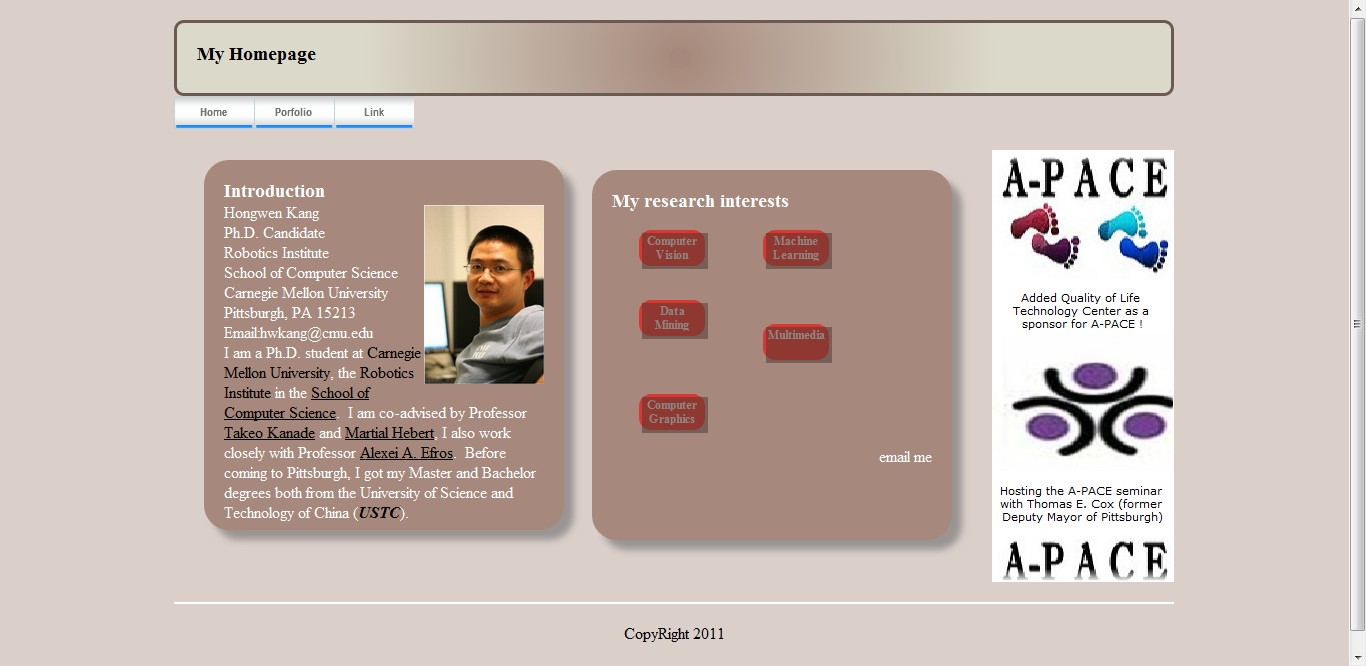 My Homepage
Home
Porfolio
Link
Introduction
Hongwen Kang
Ph.D. Candidate
Robotics Institute
School of Computer Science
Carnegie Mellon University
Pittsburgh, PA 15213
Email:hwkang@cmu.edu
I am a Ph.D. student at Carnegie
Mellon University, the Robotics
Institute in the School of
Computer Science.  I am co-advised by Professor
Takeo Kanade and Martial Hebert, I also work
closely with Professor Alexei A. Efros.  Before
coming to Pittsburgh, I got my Master and Bachelor
degrees both from the University of Science and
Technology of China (USTC).
My research interests
Computer
Vision
Machine
Learning
Data
Mining
Multimedia
Computer
Graphics
email me
A-PACE
Added Quality of Life
Technology Center as a
sponsor for A-PACE !
Hosting the A-PACE seminar
with Thomas E. Cox (former
Deputy Mayor of Pittsburgh)
A-PACE
CopyRight 2011